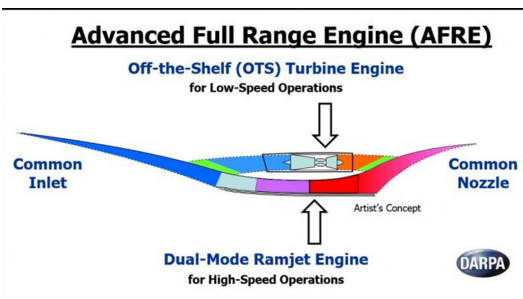 Advanced Full Range Engine (AFRE)
Off-the-Shelf (OTS) Turbine Engine
for Low-Speed Operations
Common
Inlet
Common
Nozzle
Artist's Concept
Dual-Mode Ramjet Engine
for High-Speed Operations
DARPA